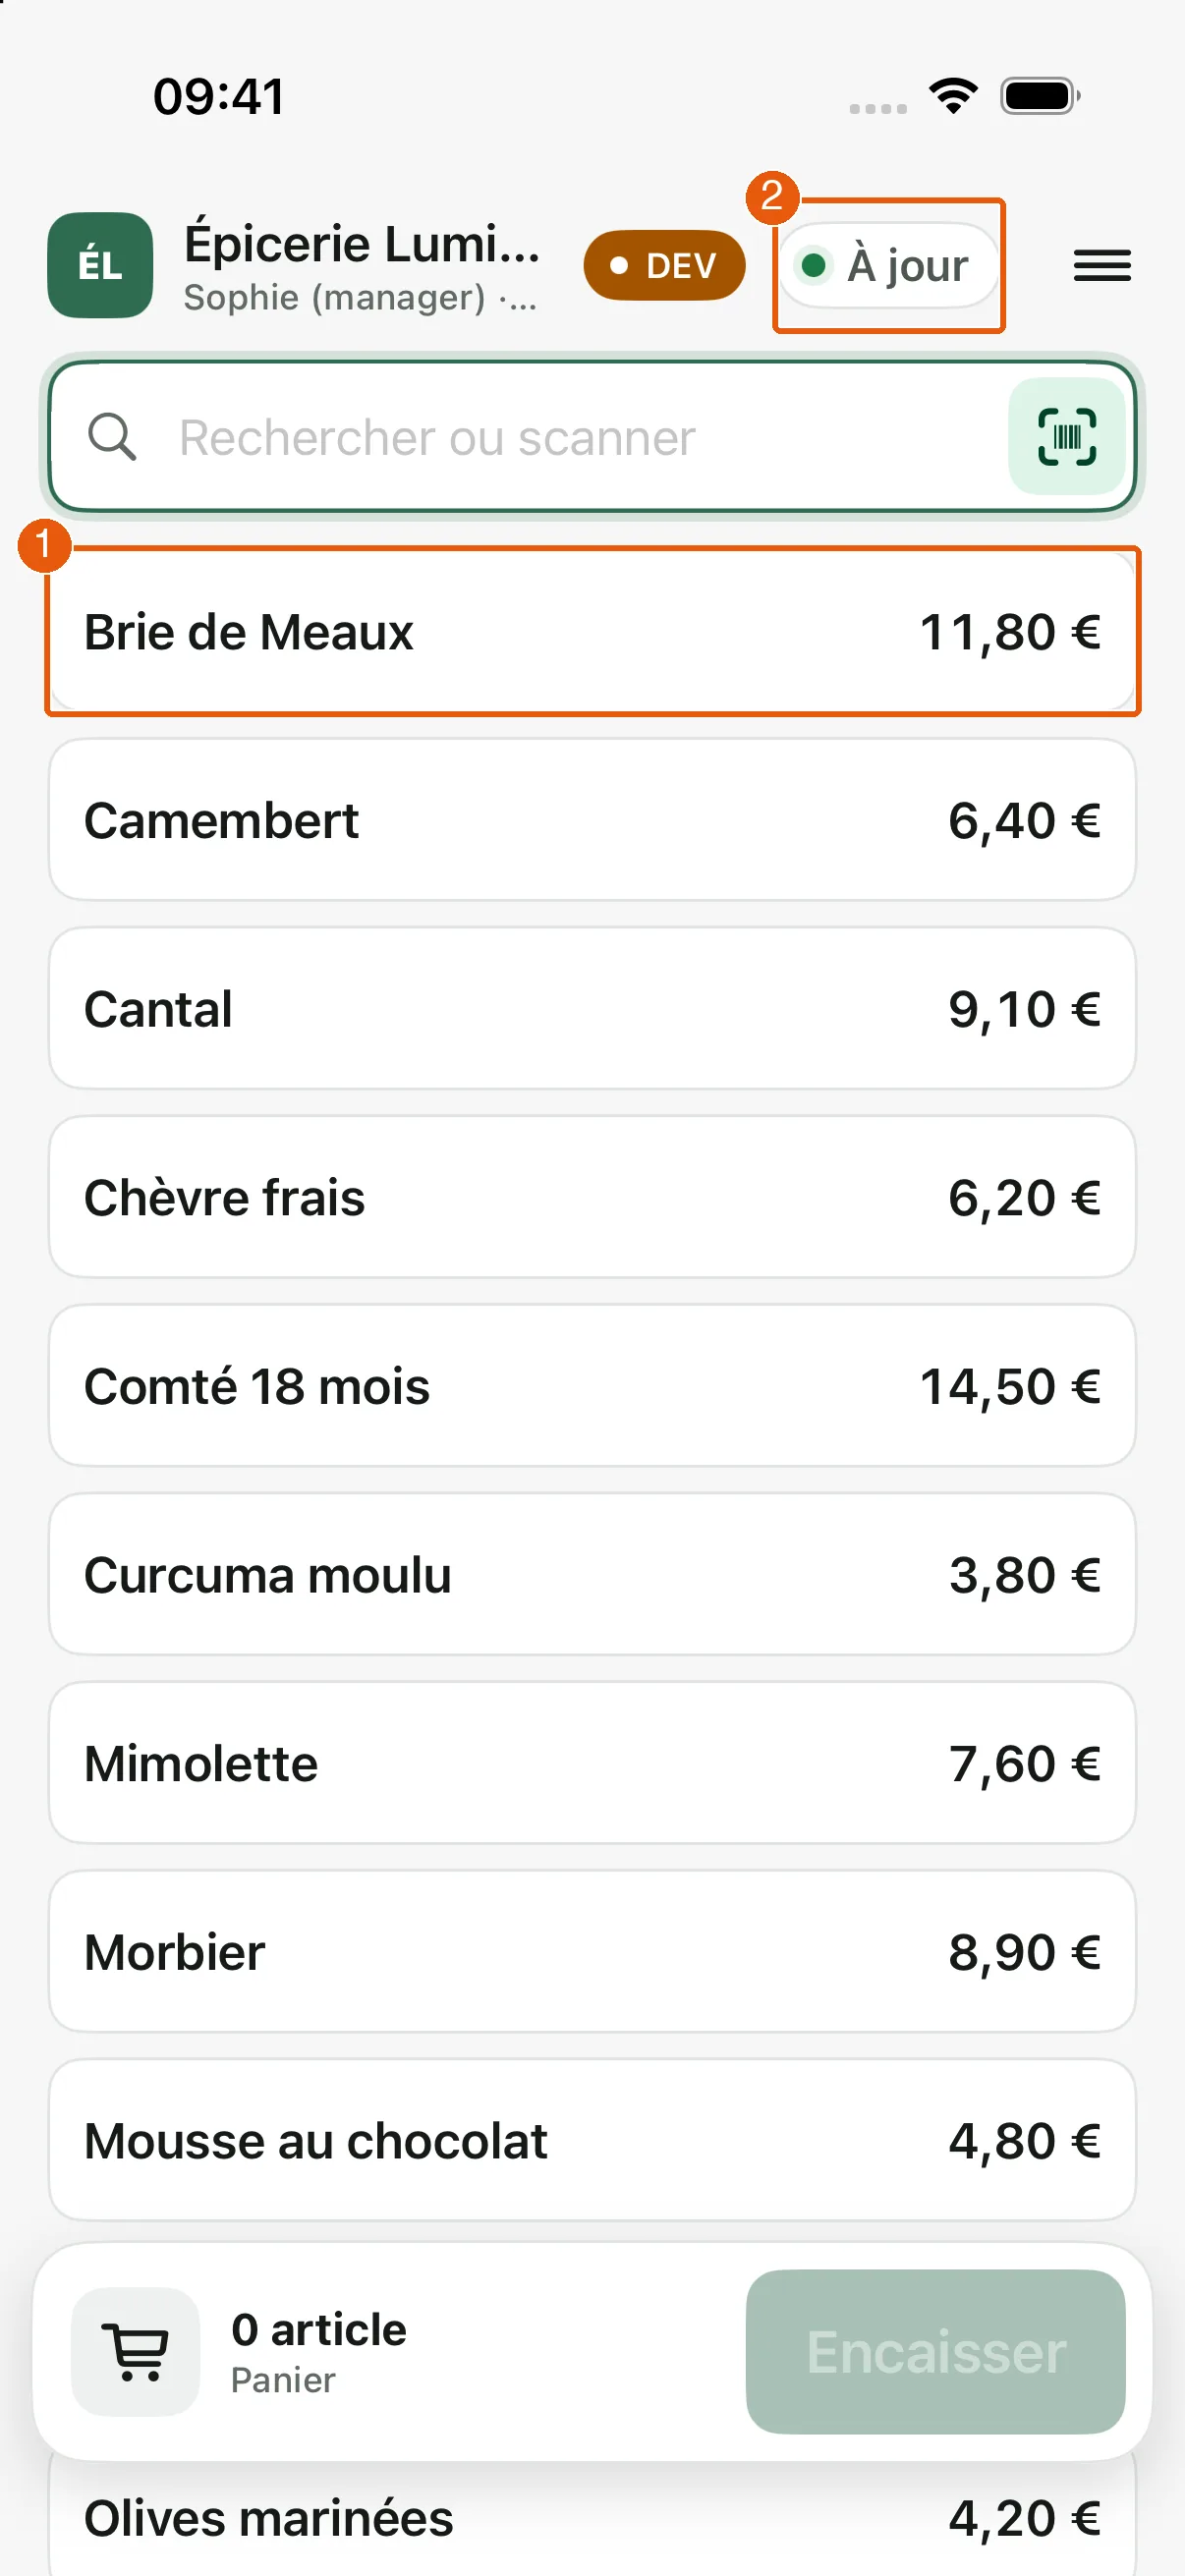 09:41
2
ÉL
Épicerie Lumi...
Sophie (manager) ·...
DEV
À jour
Rechercher ou scanner
1
Brie de Meaux 11,80 €
Camembert 6,40 €
Cantal 9,10 €
Chèvre frais 6,20 €
Comté 18 mois 14,50 €
Curcuma moulu 3,80 €
Mimolette 7,60 €
Morbier 8,90 €
Mousse au chocolat 4,80 €
0 article
Panier
Encaisser
Olives marinées 4,20 €